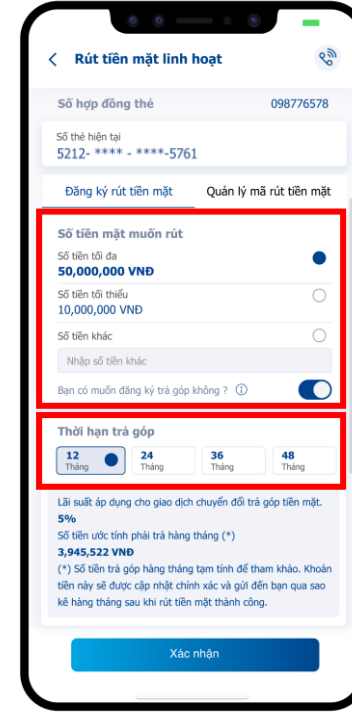 Rút tiền mặt linh hoạt
Số hợp đồng thẻ 098776578
Số thẻ hiện tại
5212- **** - ****-5761
Đăng ký rút tiền mặt Quản lý mã rút tiền mặt
Số tiền mặt muốn rút
Số tiền tối đa
50,000,000 VNĐ
Số tiền tối thiểu
10,000,000 VNĐ
Số tiền khác
Nhập số tiền khác
Bạn có muốn đăng ký trả góp không ?
Thời hạn trả góp
12 24 36 48
Tháng Tháng Tháng Tháng
Lãi suất áp dụng cho giao dịch chuyển đổi trả góp tiền mặt.
5%
Số tiền ước tính phải trả hàng tháng (*)
3,945,522 VNĐ
(*) Số tiền trả góp hàng tháng tạm tính để tham khảo. Khoản
tiền này sẽ được cập nhật chính xác và gửi đến bạn qua sao
kê hàng tháng sau khi rút tiền mặt thành công.
Xác nhận